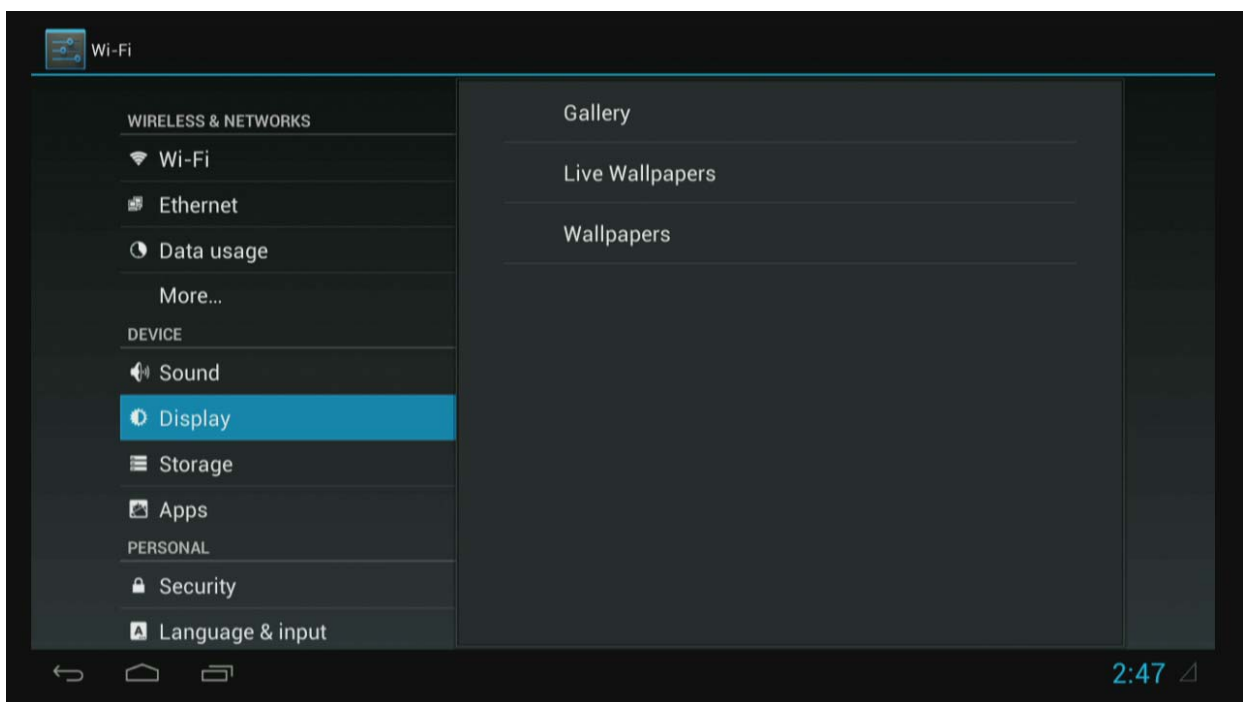 Wi-Fi
WIRELESS & NETWORKS
Wi-Fi
Ethernet
Data usage
More...
DEVICE
Sound
Display
Storage
Apps
PERSONAL
Security
Language & input
Gallery
Live Wallpapers
Wallpapers
2:47